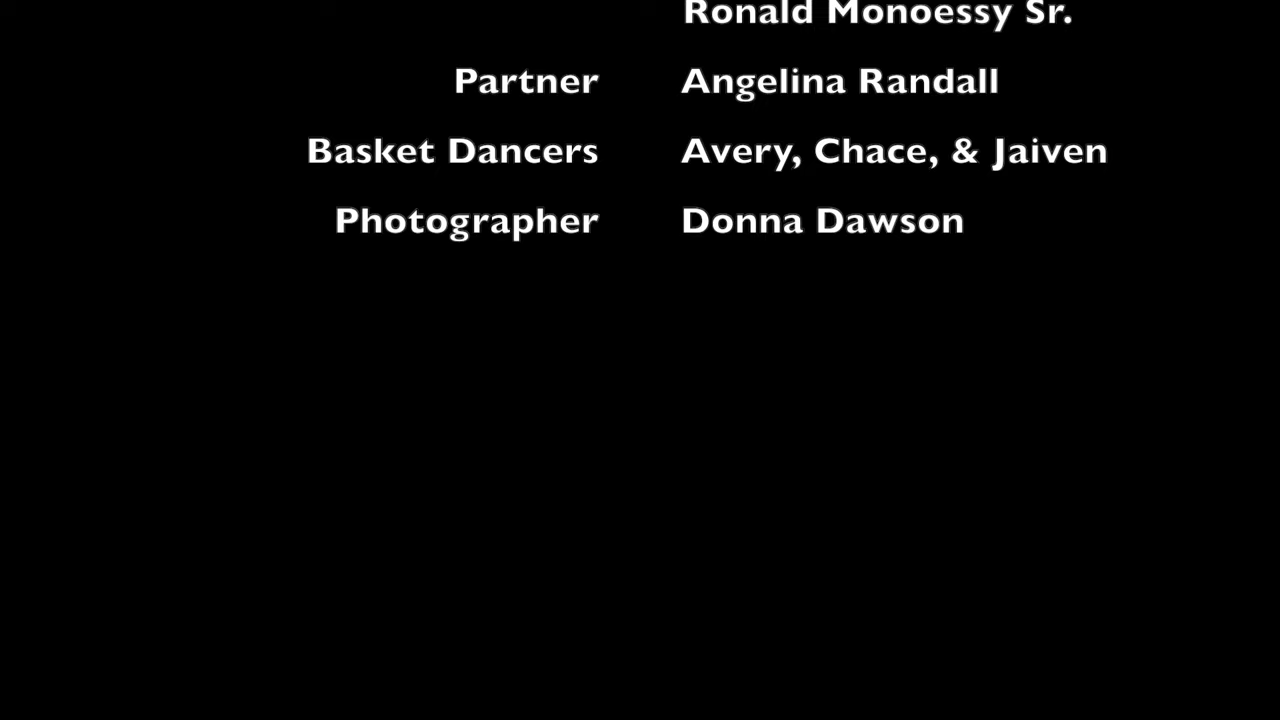 Ronald Monoessy Sr.
Partner Angelina Randall
Basket Dancers Avery, Chace, & Jaiven
Photographer Donna Dawson